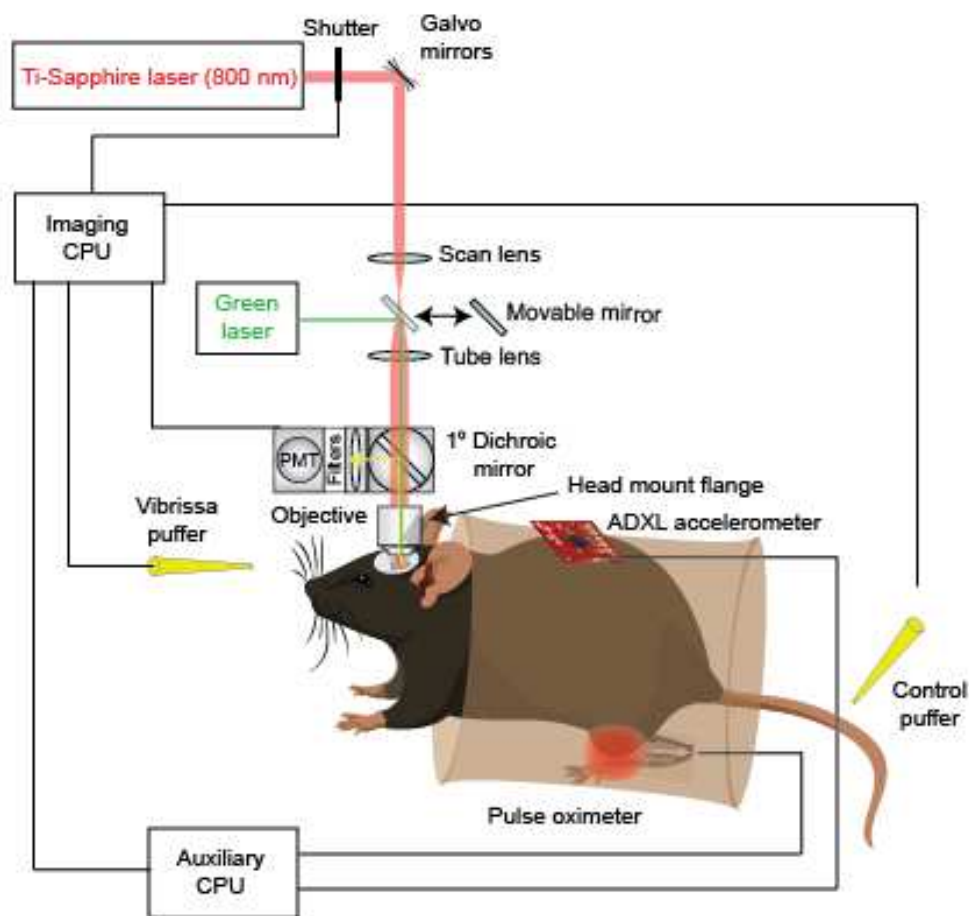 Shutter
Galvo
mirrors
Ti-Sapphire laser (800 nm)
Imaging
CPU
Scan lens
Green
laser
Movable mirror
Tube lens
PMT
Filters
1º Dichroic
mirror
Head mount flange
Objective
ADXL accelerometer
Vibrissa
puffer
Control
puffer
Pulse oximeter
Auxiliary
CPU